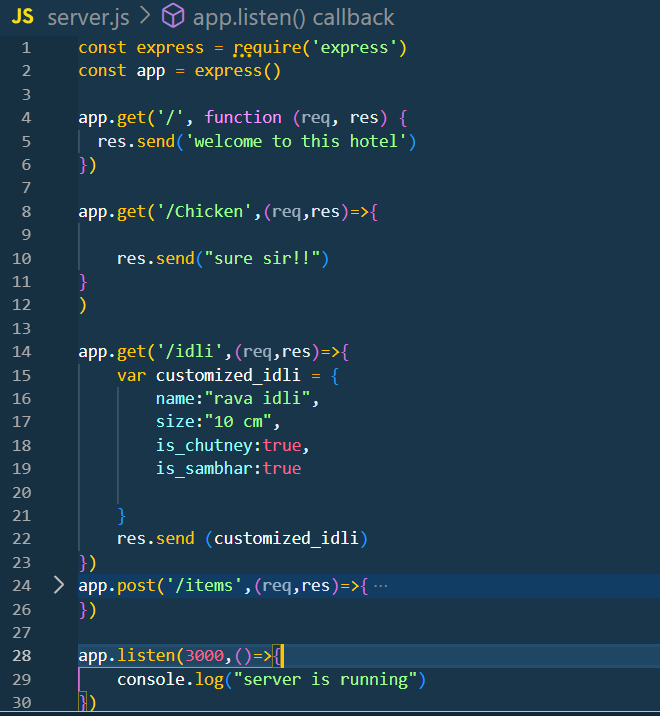 JS server.js > app.listen() callback
1 const express = require('express')
2 const app = express()
3
4 app.get('/', function (req, res) {
5   res.send('welcome to this hotel')
6 })
7
8 app.get('/Chicken',(req,res)=>{
9
10     res.send("sure sir!!")
11 }
12 )
13
14 app.get('/idli',(req,res)=>{
15     var customized_idli = {
16         name:"rava idli",
17         size:"10 cm",
18         is_chutney:true,
19         is_sambhar:true
20
21     }
22     res.send (customized_idli)
23 })
24 > app.post('/items',(req,res)=>{ ···
26 })
27
28 app.listen(3000,()=>{
29     console.log("server is running")
30 })